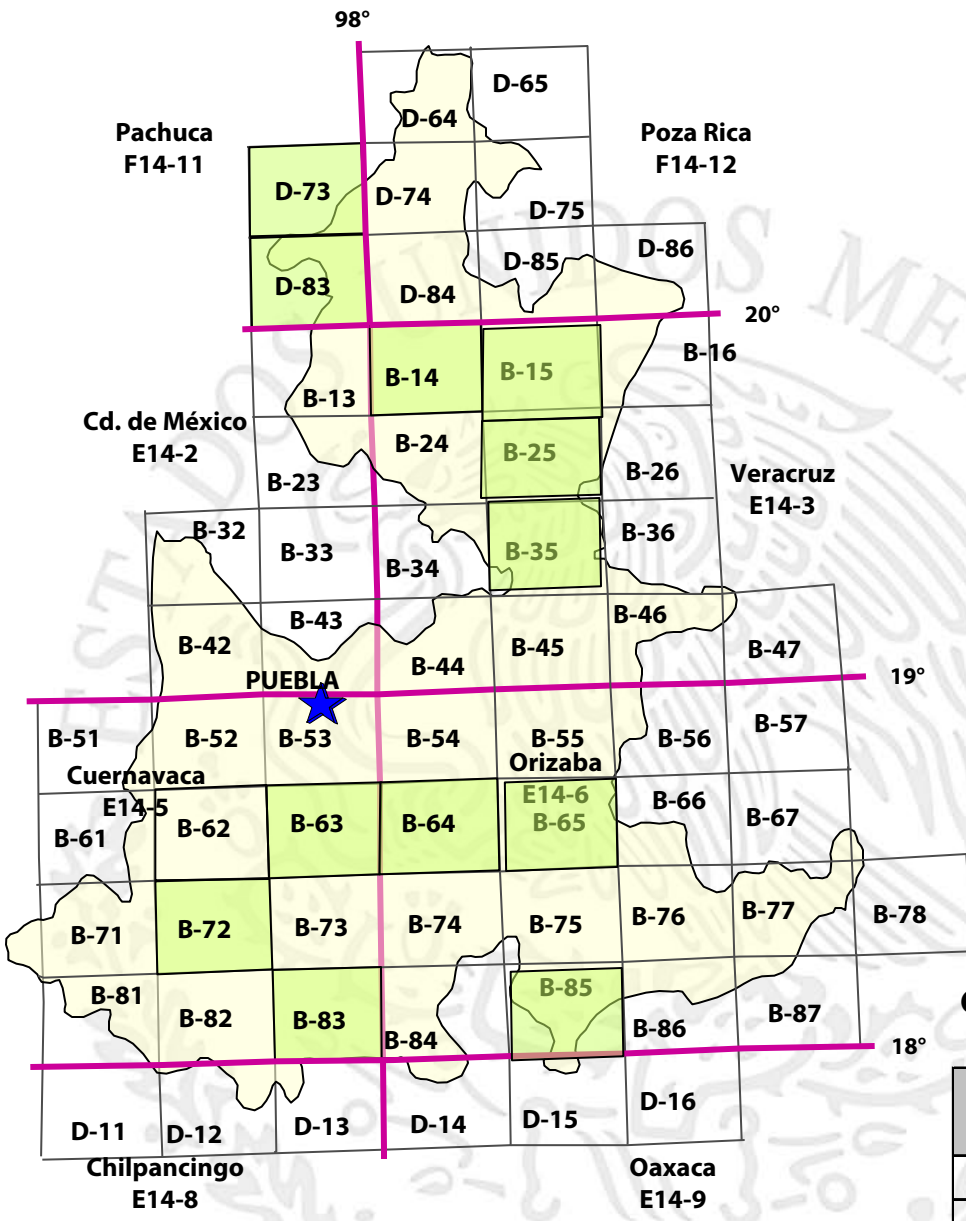 98°
D-65
D-64
Pachuca
F14-11
Poza Rica
F14-12
D-73
D-74
D-75
D-83
D-84
D-85
D-86
20°
B-13
B-14
B-15
B-16
Cd. de México
E14-2
B-23
B-24
B-25
B-26
Veracruz
E14-3
B-32
B-33
B-34
B-35
B-36
B-42
B-43
B-44
B-45
B-46
B-47
PUEBLA
19°
B-51
B-52
B-53
B-54
B-55
B-56
B-57
Cuernavaca
E14-5
Orizaba
E14-6
B-61
B-62
B-63
B-64
B-65
B-66
B-67
B-71
B-72
B-73
B-74
B-75
B-76
B-77
B-78
B-81
B-82
B-83
B-84
B-85
B-86
B-87
18°
D-11
D-12
D-13
D-14
D-15
D-16
Chilpancingo
E14-8
Oaxaca
E14-9